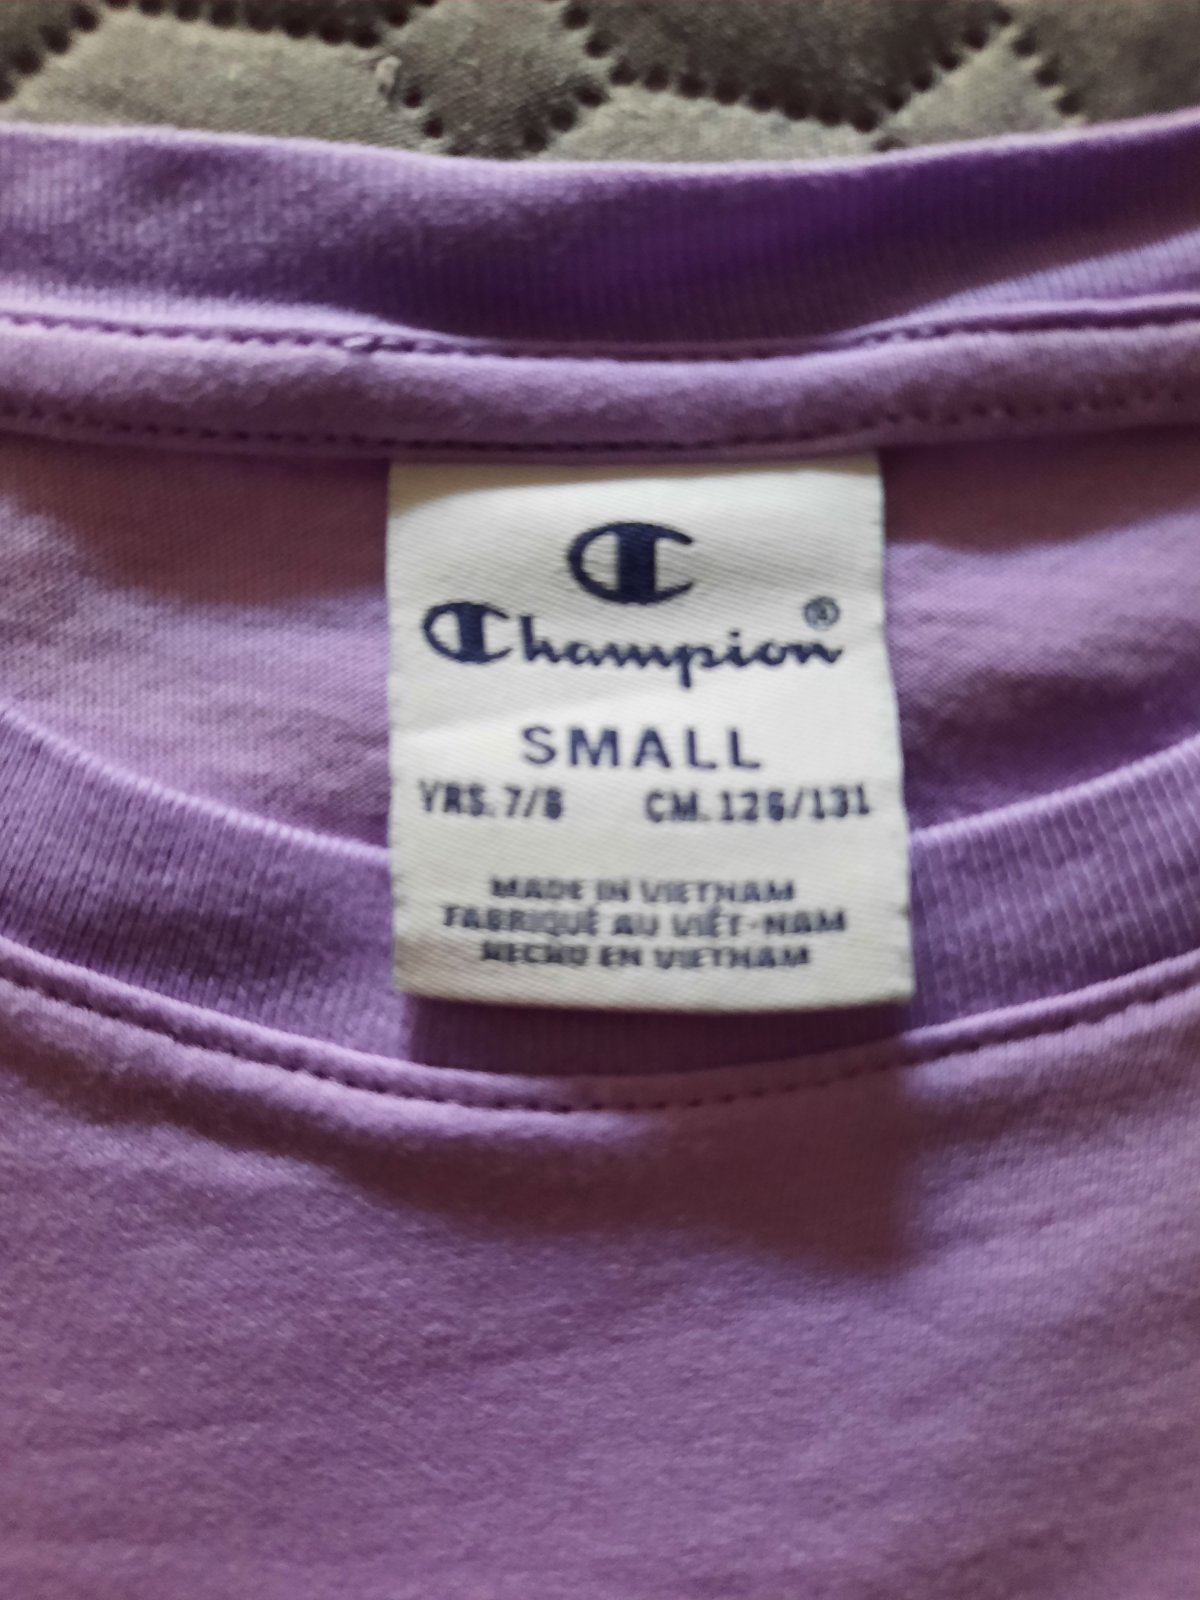 Champion®
SMALL
YRS. 7/8 CM. 126/131
MADE IN VIETNAM
FABRIQUÉ AU VIÊT-NAM
HECHO EN VIETNAM